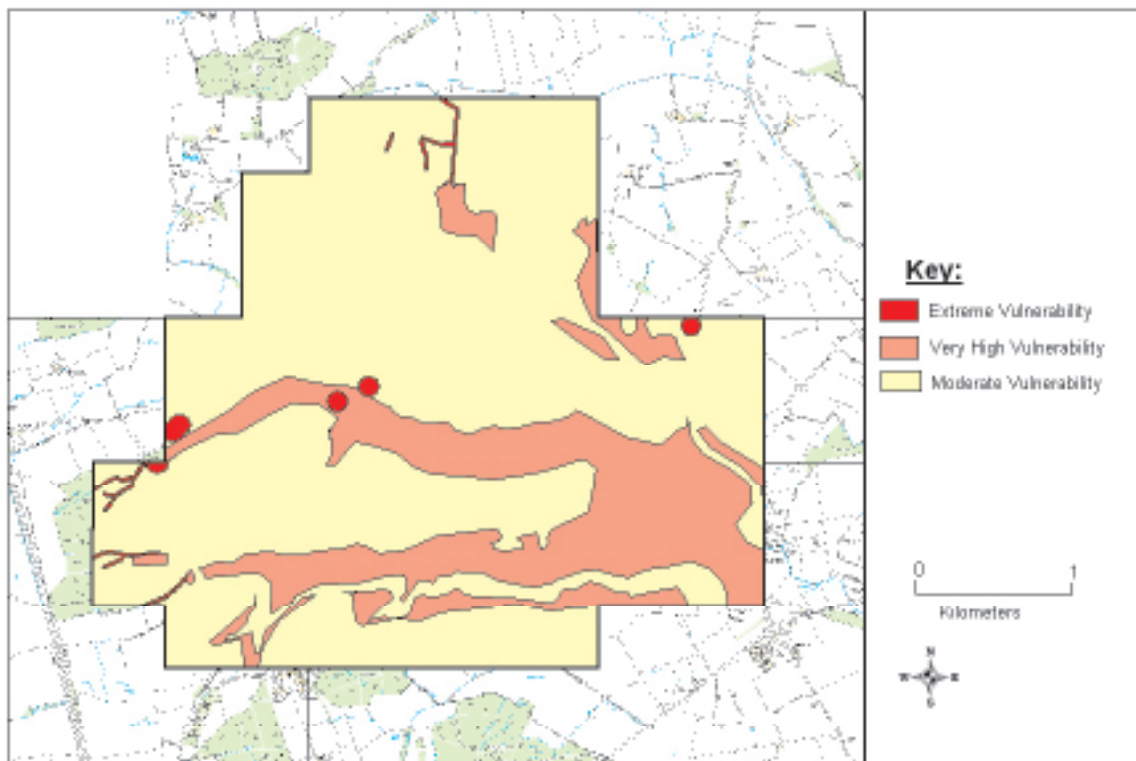 Key:
Extreme Vulnerability
Very High Vulnerability
Moderate Vulnerability
0 1
Kilometers
N
W E
S